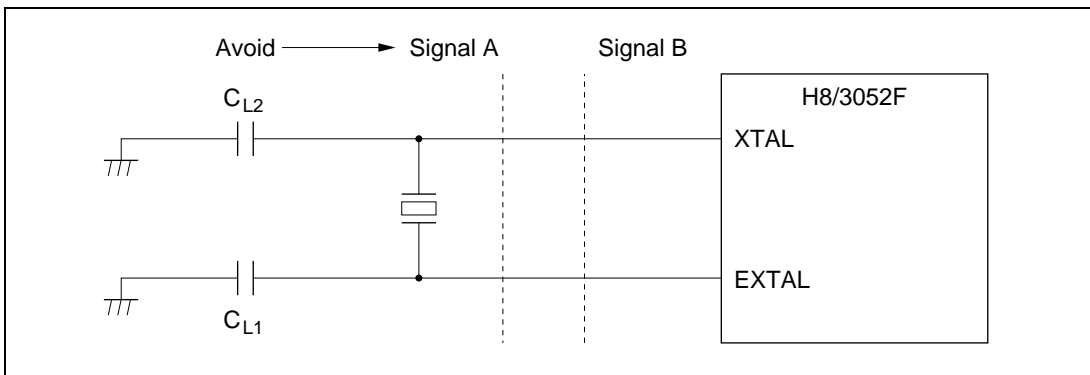 Avoid Signal A Signal B
H8/3052F
CL2
XTAL
EXTAL
CL1